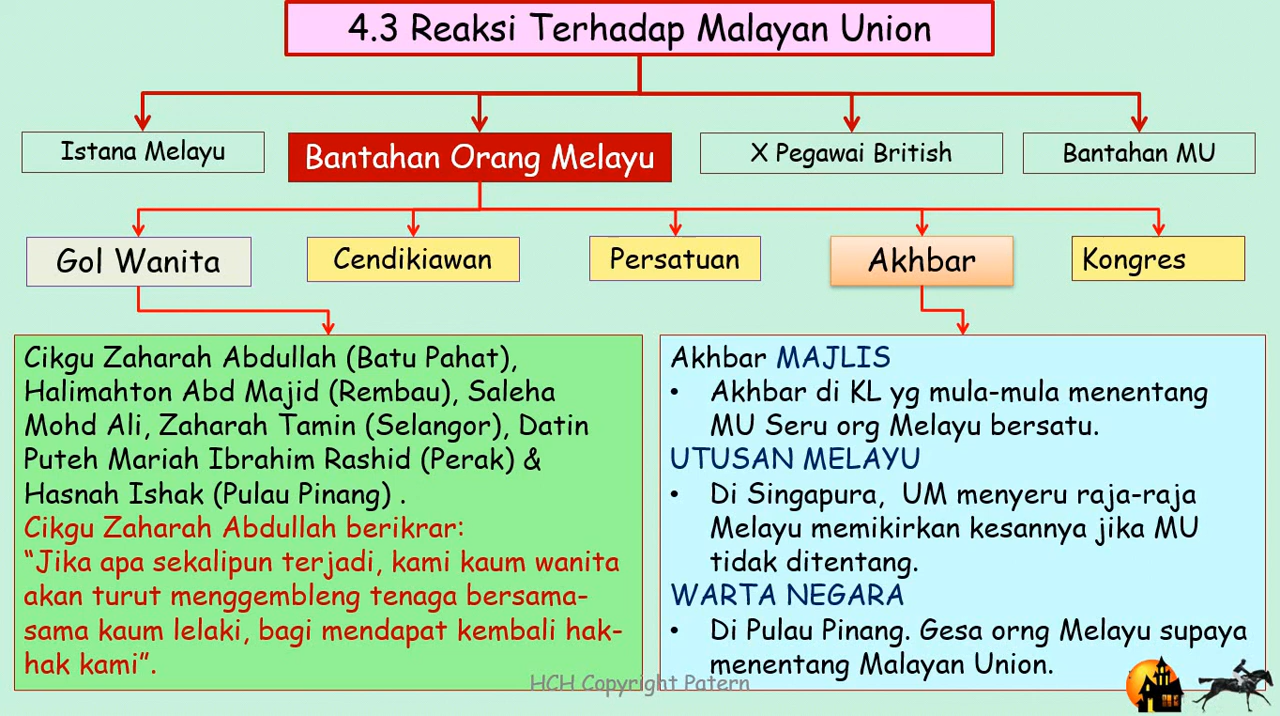 4.3 Reaksi Terhadap Malayan Union
Istana Melayu
Bantahan Orang Melayu
X Pegawai British
Bantahan MU
Gol Wanita
Cendikiawan
Persatuan
Akhbar
Kongres
Cikgu Zaharah Abdullah (Batu Pahat),
Halimahton Abd Majid (Rembau), Saleha
Mohd Ali, Zaharah Tamin (Selangor), Datin
Puteh Mariah Ibrahim Rashid (Perak) &
Hasnah Ishak (Pulau Pinang) .
Cikgu Zaharah Abdullah berikrar:
“Jika apa sekalipun terjadi, kami kaum wanita
akan turut menggembleng tenaga bersama-
sama kaum lelaki, bagi mendapat kembali hak-
hak kami”.
Akhbar MAJLIS
• Akhbar di KL yg mula-mula menentang
MU Seru org Melayu bersatu.
UTUSAN MELAYU
• Di Singapura, UM menyeru raja-raja
Melayu memikirkan kesannya jika MU
tidak ditentang.
WARTA NEGARA
• Di Pulau Pinang. Gesa orng Melayu supaya
menentang Malayan Union.
HCH Copyright Patern